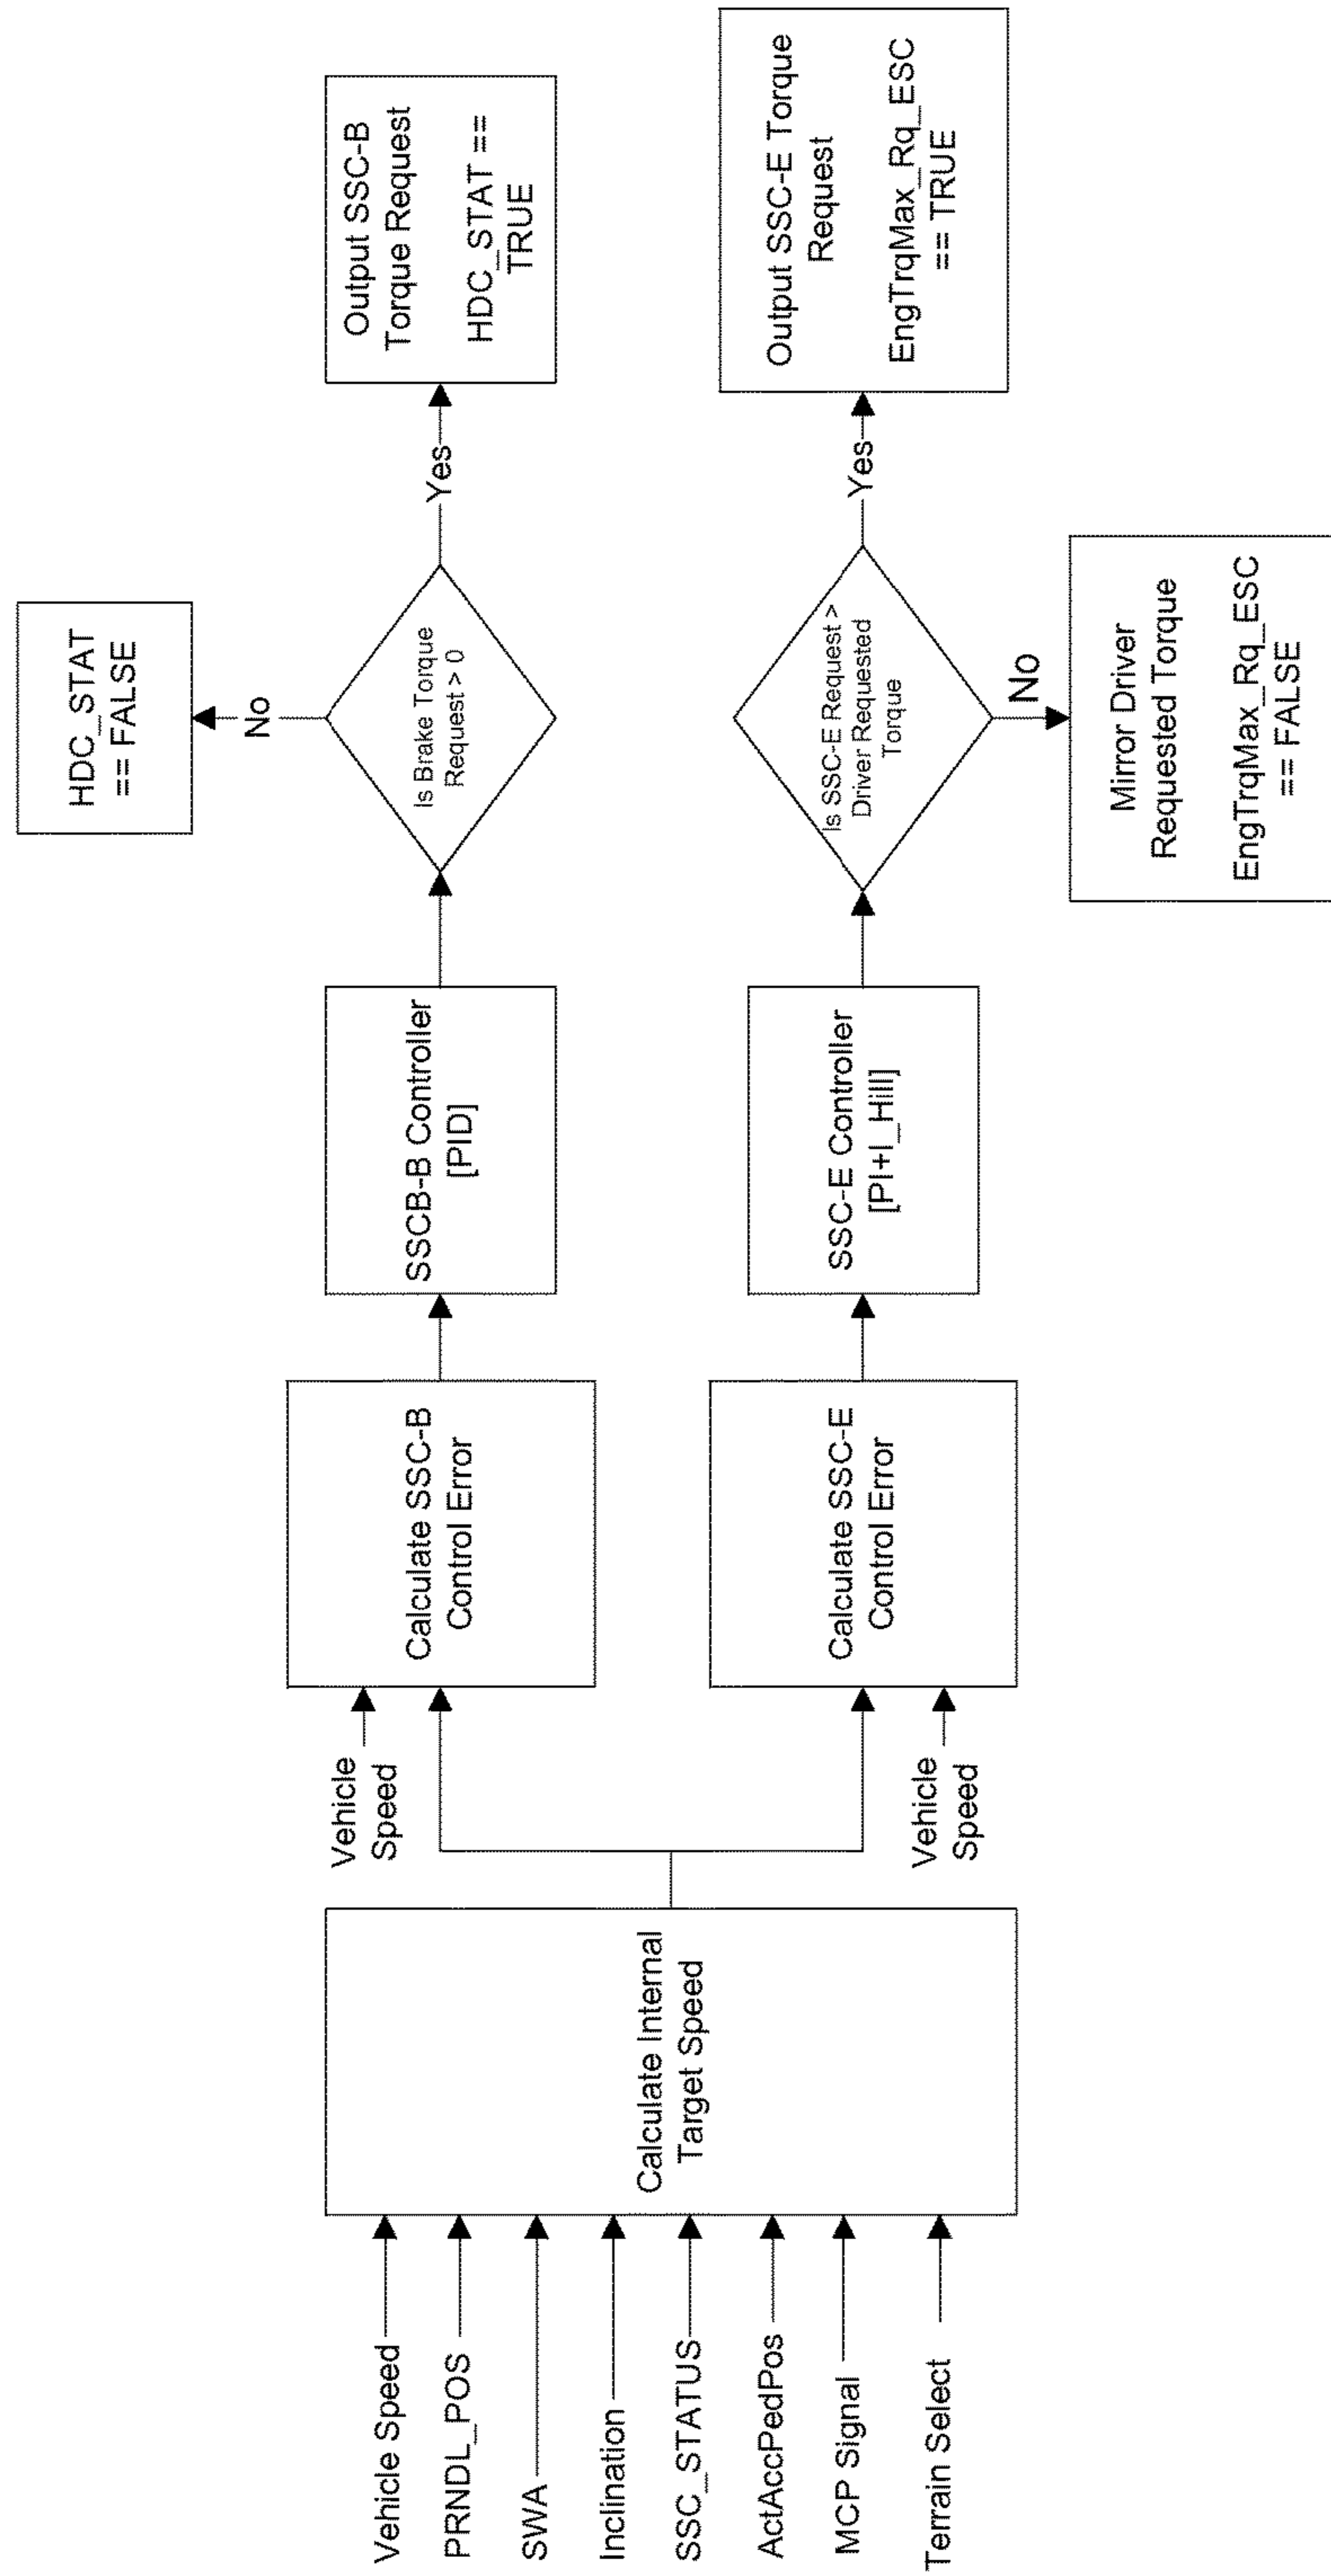 Vehicle Speed
PRNDL_POS
SWA
Inclination
SSC_STATUS
ActAccPedPos
MCP Signal
Terrain Select
Calculate Internal
Target Speed
Vehicle
Speed
Calculate SSC-B
Control Error
SSCB-B Controller
[PID]
Is Brake Torque
Request > 0
No
HDC_STAT
== FALSE
Yes
Output SSC-B
Torque Request
HDC_STAT ==
TRUE
Vehicle
Speed
Calculate SSC-E
Control Error
SSC-E Controller
[PI+I_Hill]
Is SSC-E Request >
Driver Requested
Torque
Yes
Output SSC-E Torque
Request
EngTrqMax_Rq_ESC
== TRUE
No
Mirror Driver
Requested Torque
EngTrqMax_Rq_ESC
== FALSE